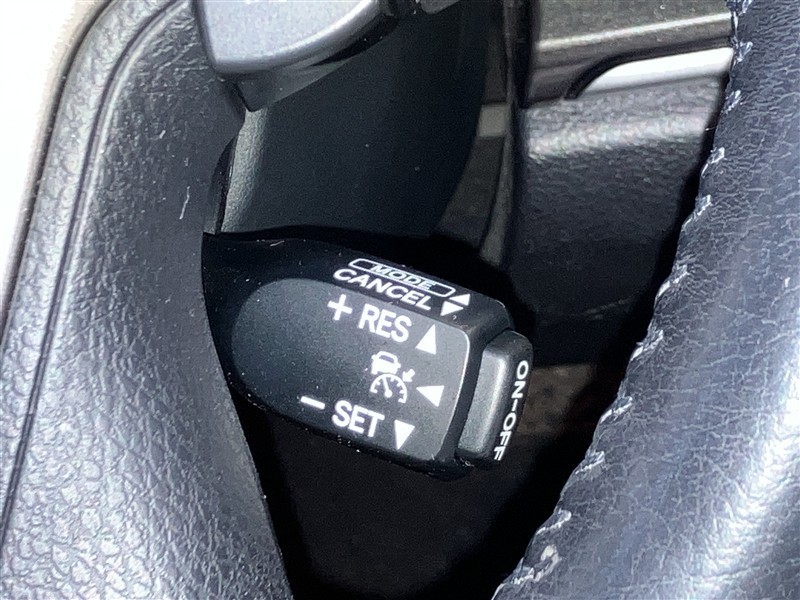 MODE
CANCEL
+ RES
- SET
ON-OFF